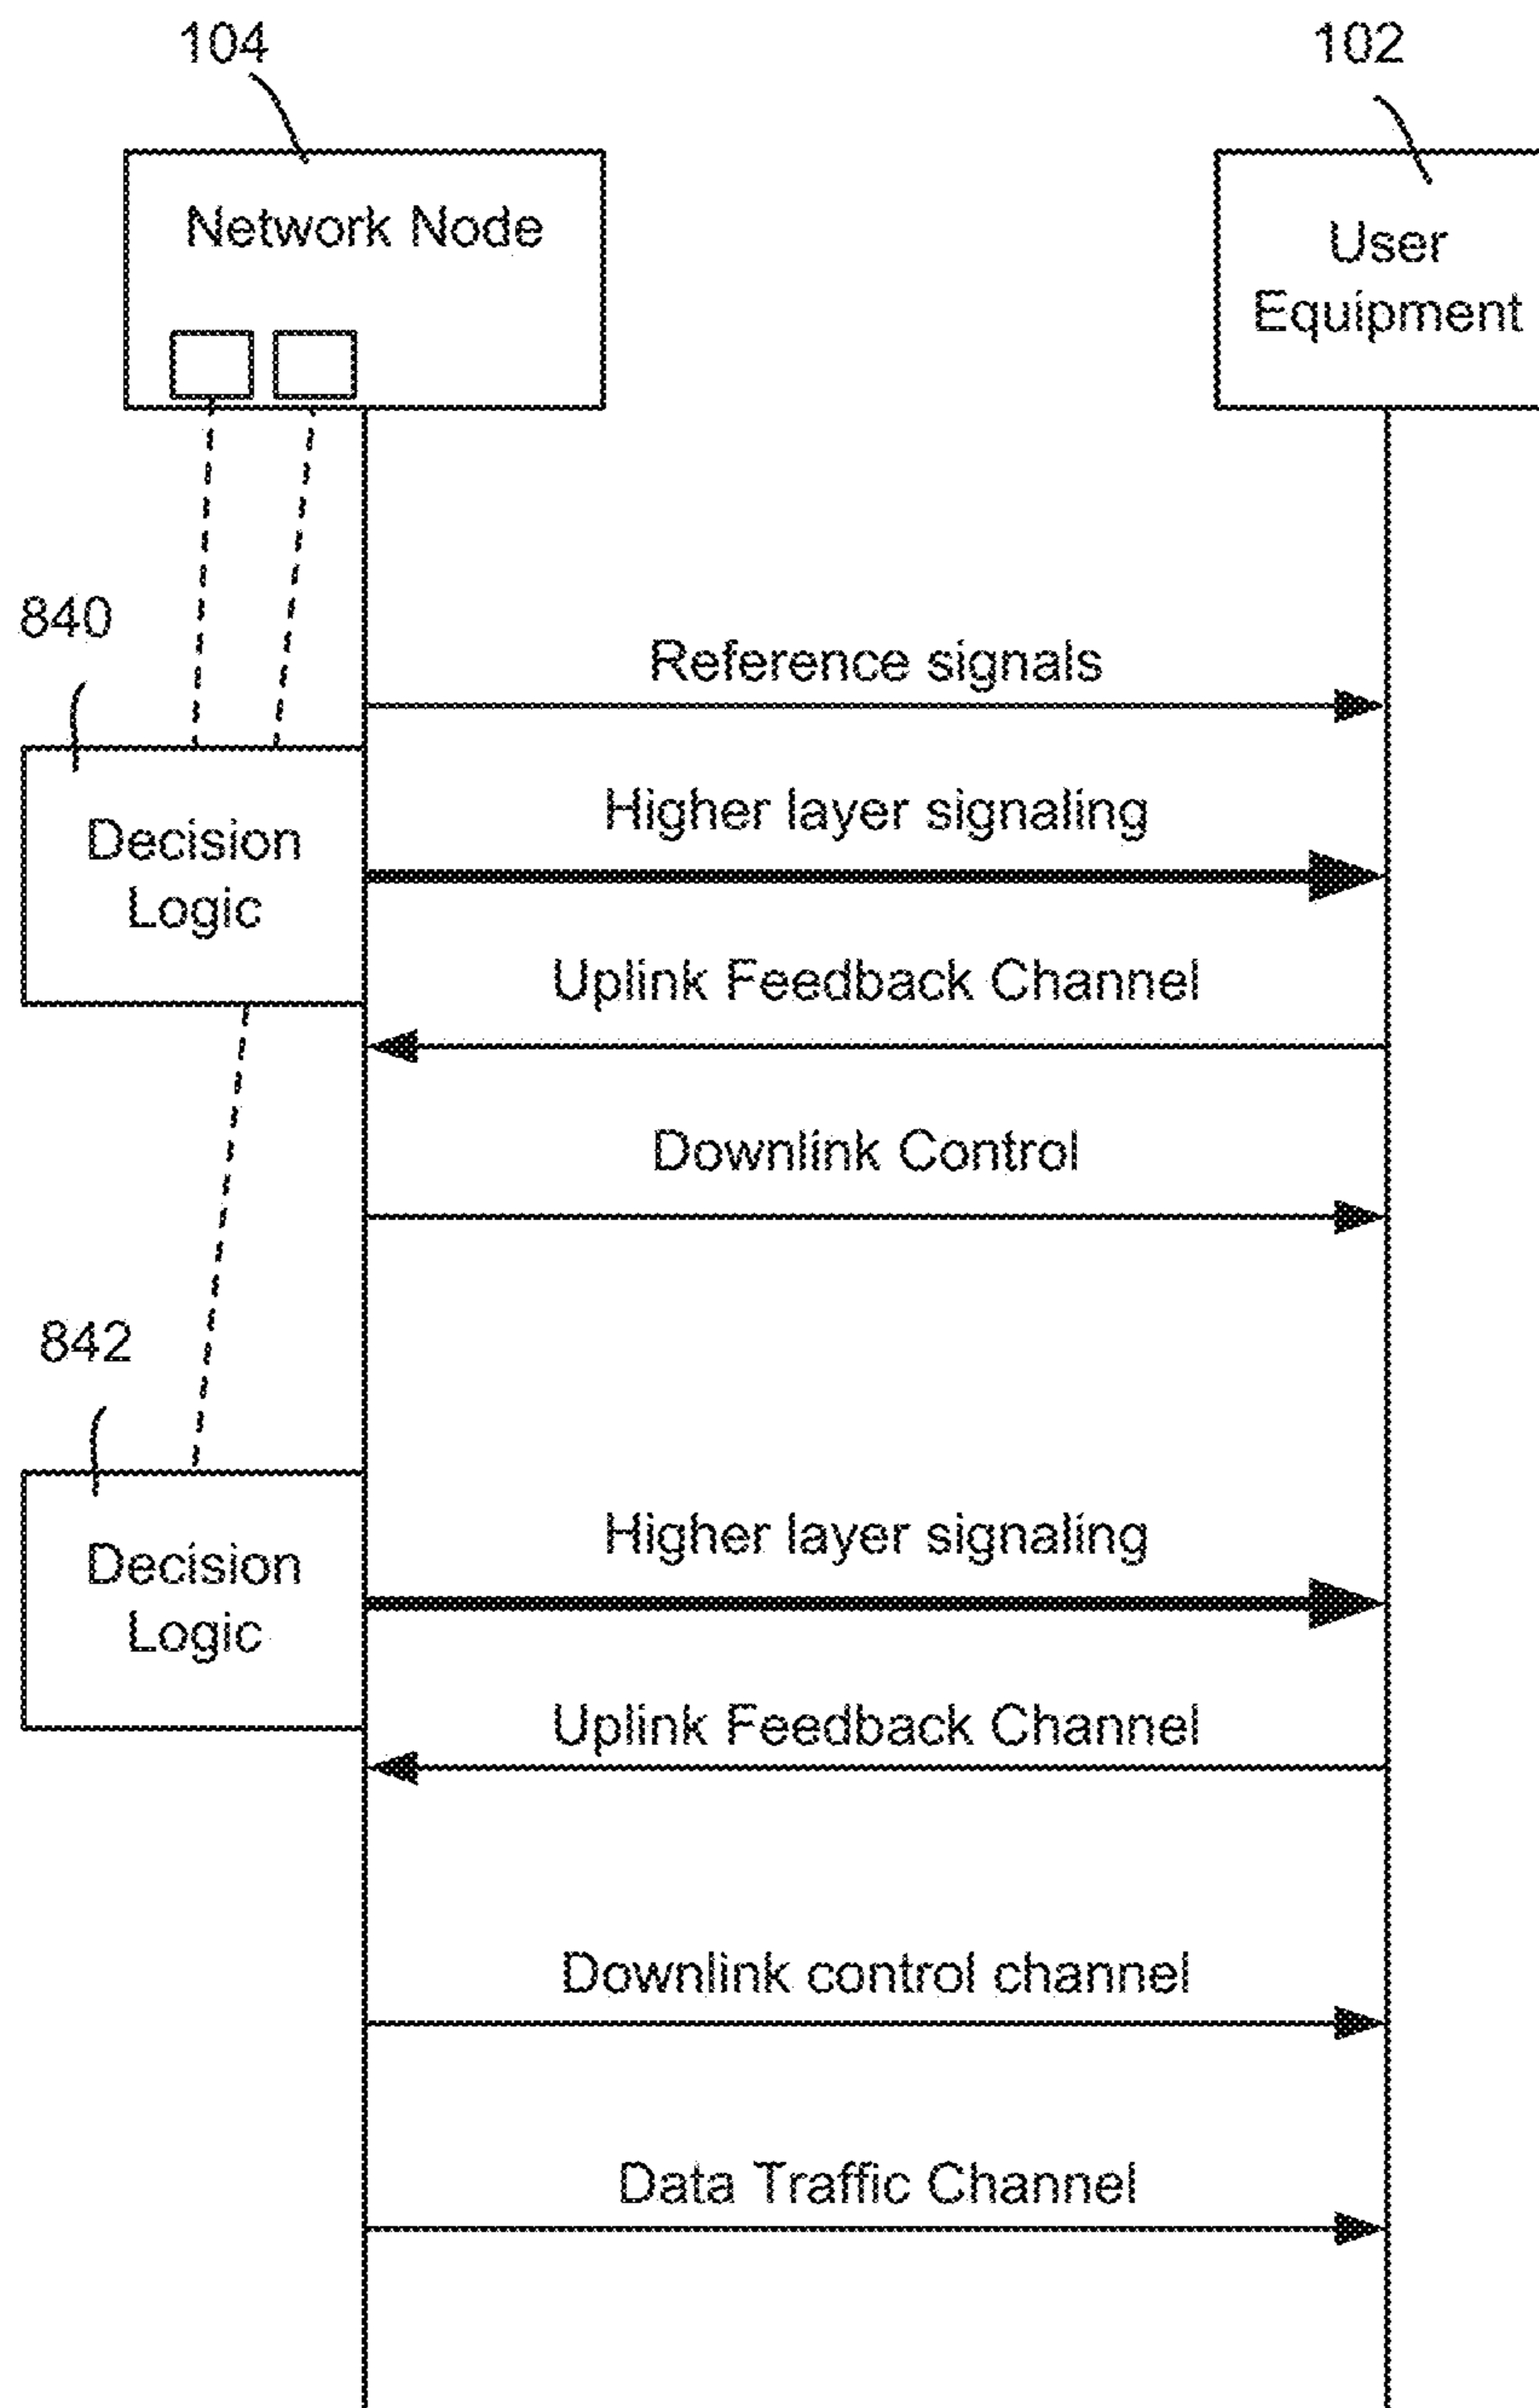 104
102
Network Node
User
Equipment
840
Reference signals
Higher layer signaling
Decision
Logic
Uplink Feedback Channel
Downlink Control
842
Higher layer signaling
Decision
Logic
Uplink Feedback Channel
Downlink control channel
Data Traffic Channel